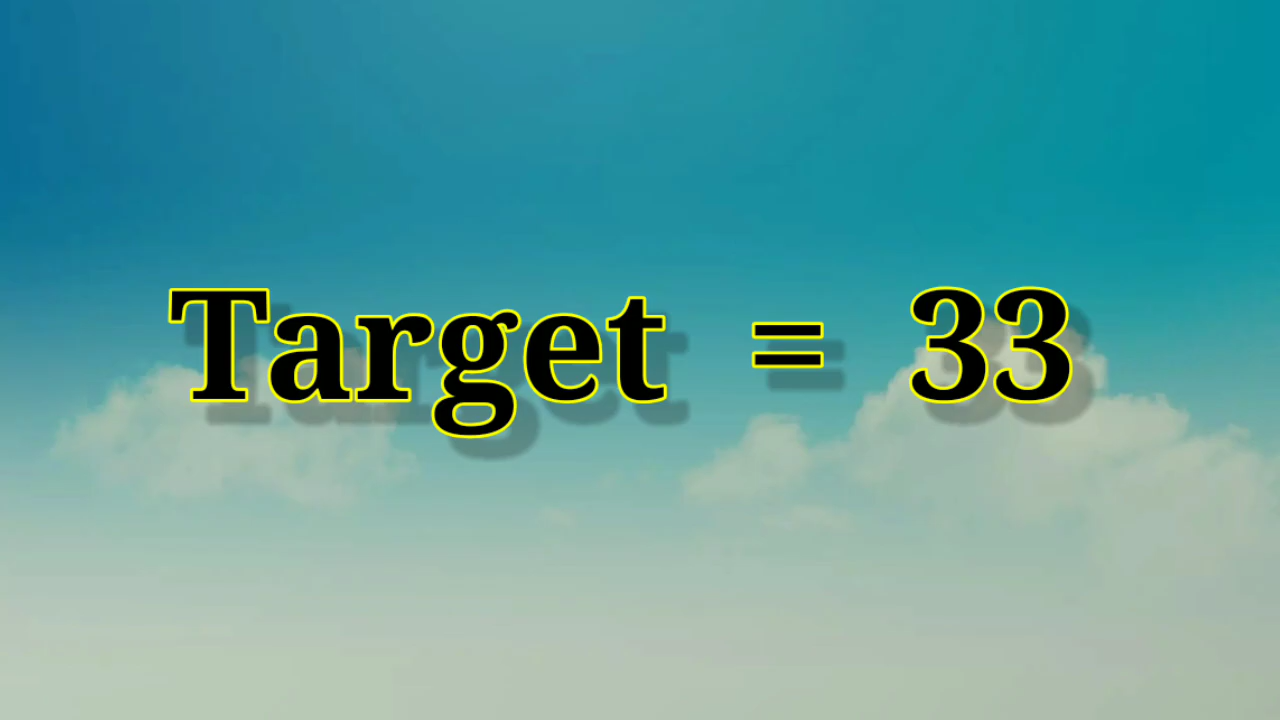 Target = 33